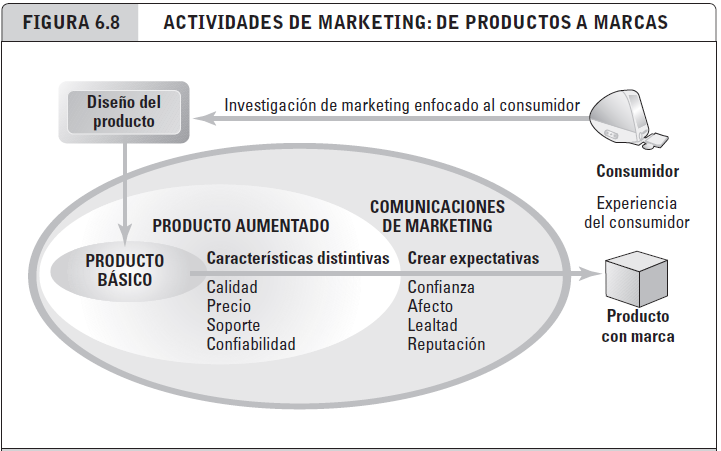 FIGURA 6.8
ACTIVIDADES DE MARKETING: DE PRODUCTOS A MARCAS
Diseño del
producto
Investigación de marketing enfocado al consumidor
Consumidor
Experiencia
del consumidor
PRODUCTO AUMENTADO
COMUNICACIONES
DE MARKETING
PRODUCTO
BÁSICO
Características distintivas
Calidad
Precio
Soporte
Confiabilidad
Crear expectativas
Confianza
Afecto
Lealtad
Reputación
Producto
con marca